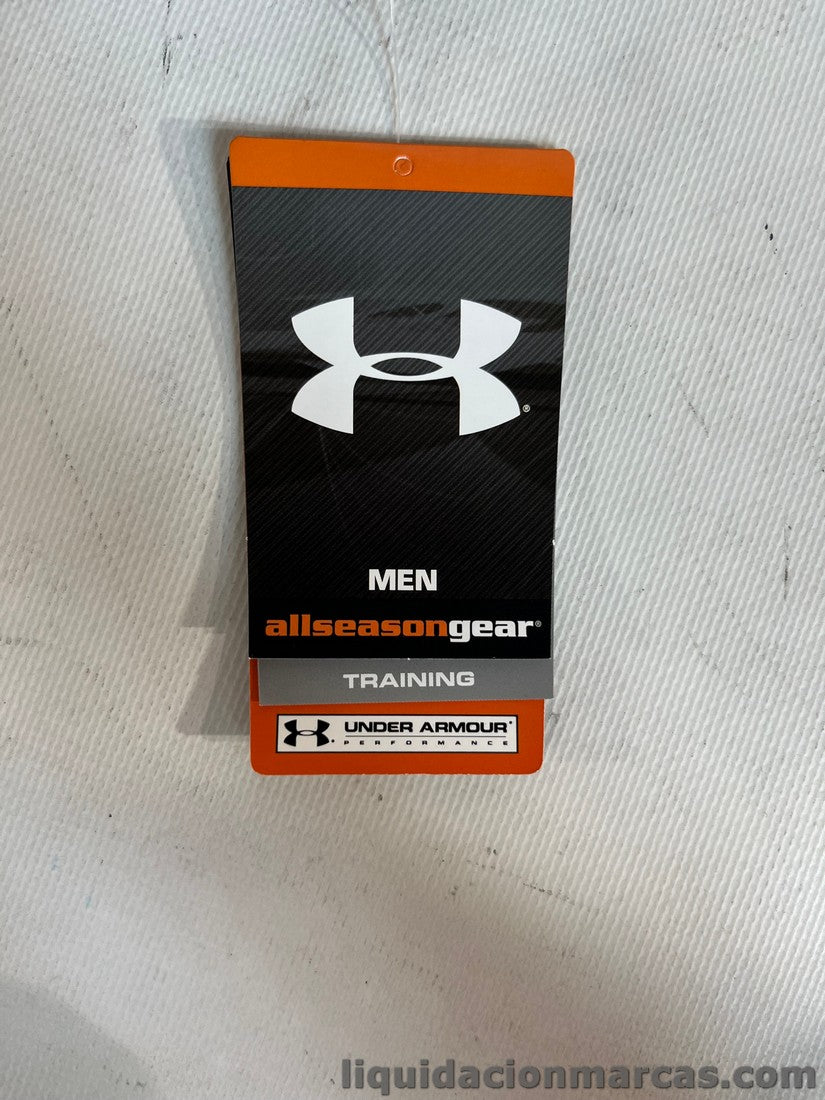 MEN
allseasongear®
TRAINING
UNDER ARMOUR®
PERFORMANCE
liquidacionmarcas.com